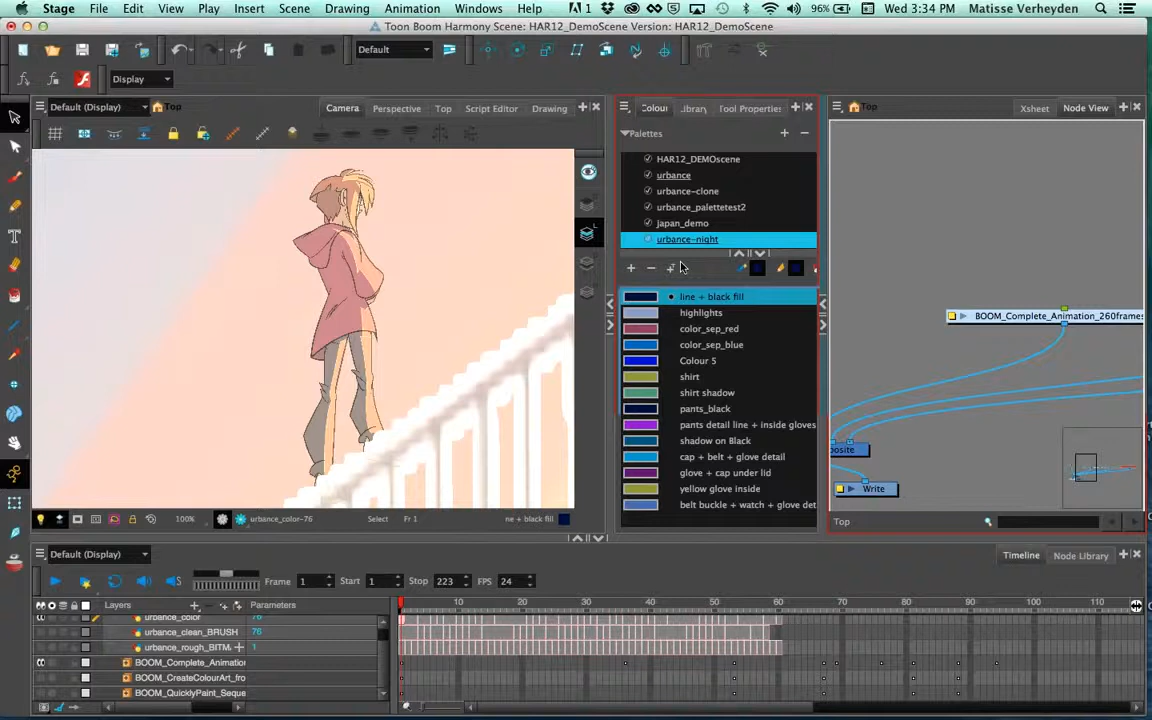 Stage File Edit View Play Insert Scene Drawing Animation Windows Help 1 96% Wed 3:34 PM Matisse Verheyden
Toon Boom Harmony Scene: HAR12_DemoScene Version: HAR12_DemoScene
Default
Display
Default (Display) Top Camera Perspective Top Script Editor Drawing
Colour Library Tool Properties
Top Xsheet Node View
Palettes
HAR12_DEMOscene
urbance
urbance-clone
urbance_palettetest2
Japan_demo
urbance-night
line + black fill
highlights
color_sep_red
color_sep_blue
Colour 5
shirt
shirt shadow
pants_black
pants detail line + inside gloves
shadow on Black
cap + belt + glove detail
glove + cap under lid
yellow glove inside
belt buckle + watch + glove det
BOOM_Complete_Animation_260frames
posite
Write
Top
100% urbance_color-76 Select Fr 1 ne + black fill
Default (Display) Timeline Node Library
Frame 1 Start 1 Stop 223 FPS 24
Layers Parameters 10 20 30 40 50 60 70 80 90 100 110
urbance_color 76
urbance_clean_BRUSH 76
urbance_rough_BITM 1
BOOM_Complete_Animation
BOOM_CreateColourArt_fro
BOOM_QuicklyPaint_Seque